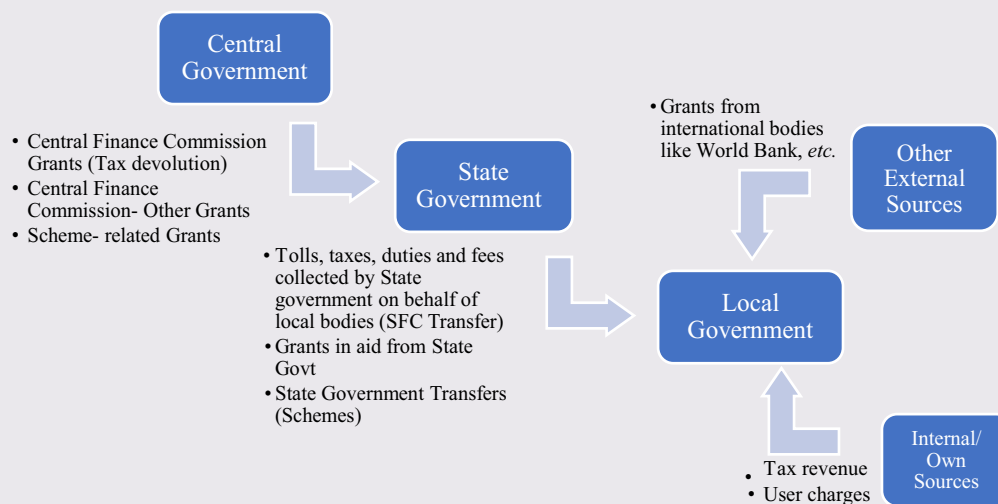 Central
Government
• Central Finance Commission
Grants (Tax devolution)
• Central Finance
Commission- Other Grants
• Scheme- related Grants
State
Government
• Tolls, taxes, duties and fees
collected by State
government on behalf of
local bodies (SFC Transfer)
• Grants in aid from State
Govt
• State Government Transfers
(Schemes)
• Grants from
international bodies
like World Bank, etc.
Other
External
Sources
Local
Government
Internal/
Own
Sources
• Tax revenue
• User charges